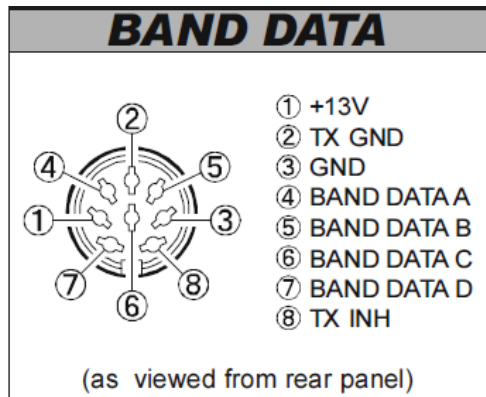 BAND DATA
②
④ ⑤
① ③
⑦ ⑧
⑥
① +13V
② TX GND
③ GND
④ BAND DATA A
⑤ BAND DATA B
⑥ BAND DATA C
⑦ BAND DATA D
⑧ TX INH
(as viewed from rear panel)